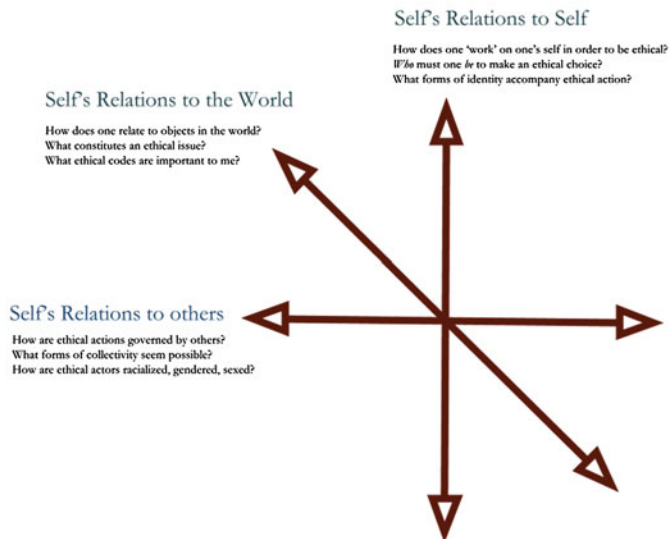 Self's Relations to Self
How does one 'work' on one's self in order to be ethical?
Who must one be to make an ethical choice?
What forms of identity accompany ethical action?
Self's Relations to the World
How does one relate to objects in the world?
What constitutes an ethical issue?
What ethical codes are important to me?
Self's Relations to others
How are ethical actions governed by others?
What forms of collectivity seem possible?
How are ethical actors racialized, gendered, sexed?